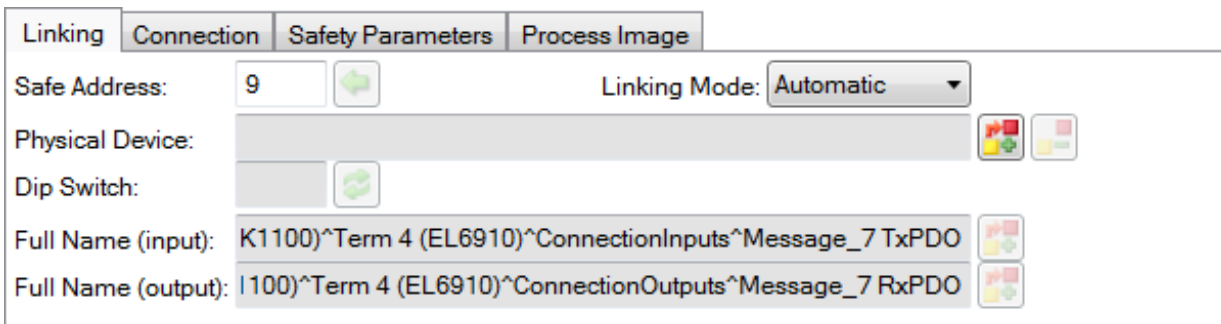 Linking Connection Safety Parameters Process Image
Safe Address: 9 Linking Mode: Automatic
Physical Device:
Dip Switch:
Full Name (input): K1100)^Term 4 (EL6910)^ConnectionInputs^Message_7 TxPDO
Full Name (output): 100)^Term 4 (EL6910)^ConnectionOutputs^Message_7 RxPDO